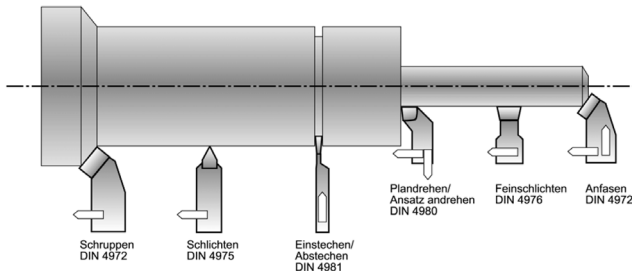 Schruppen
DIN 4972
Schlichten
DIN 4975
Einstechen/
Abstechen
DIN 4981
Plandrehen/
Ansatz andrehen
DIN 4980
Feinschlichten
DIN 4976
Anfasen
DIN 4972